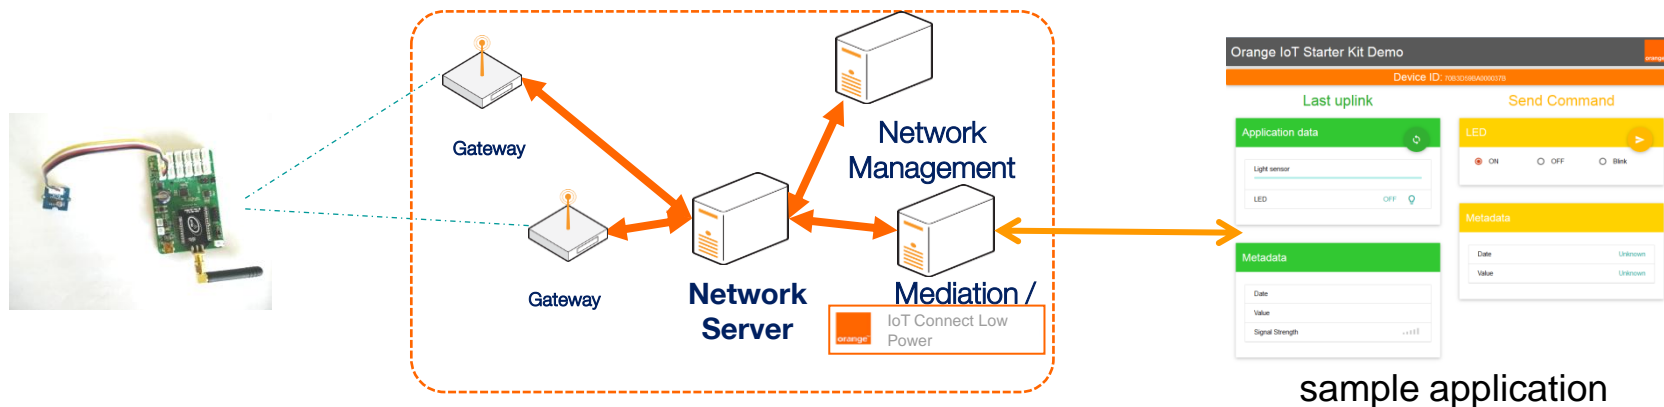 Gateway
Gateway
Network
Server
Network
Management
Mediation /
orange
IoT Connect Low
Power
Orange IoT Starter Kit Demo
orange
Device ID: 70B3D59BA000037B
Last uplink
Application data
Light sensor
LED OFF
Metadata
Date
Value
Signal Strength
Send Command
LED
ON OFF Blink
Metadata
Date Unknown
Value Unknown
sample application